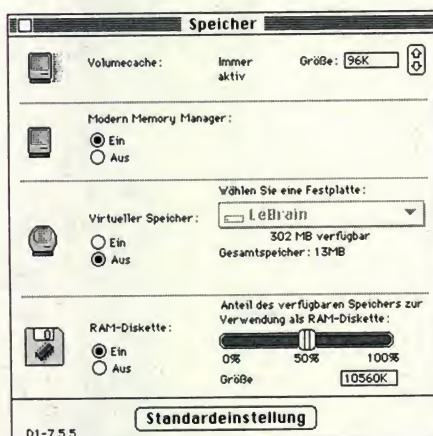 Speicher
Volumecache:
Immer aktiv
Größe: 96K
Modern Memory Manager:
Ein
Aus
Virtueller Speicher:
Ein
Aus
Wählen Sie eine Festplatte:
LeBrain
302 MB verfügbar
Gesamtspeicher: 13MB
RAM-Diskette:
Ein
Aus
Anteil des verfügbaren Speichers zur
Verwendung als RAM-Diskette:
0% 50% 100%
Größe 10560K
Standardeinstellung
D1-7.5.5